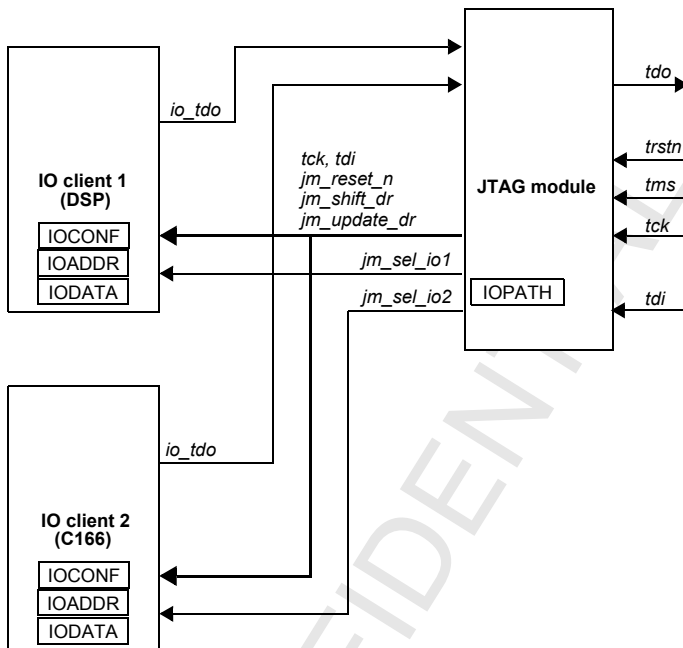 io_tdo
IO client 1
(DSP)
IOCONF
IOADDR
IODATA
tck, tdi
jm_reset_n
jm_shift_dr
jm_update_dr
jm_sel_io1
jm_sel_io2
JTAG module
IOPATH
tdo
trstn
tms
tck
tdi
io_tdo
IO client 2
(C166)
IOCONF
IOADDR
IODATA
FIDENTIAL